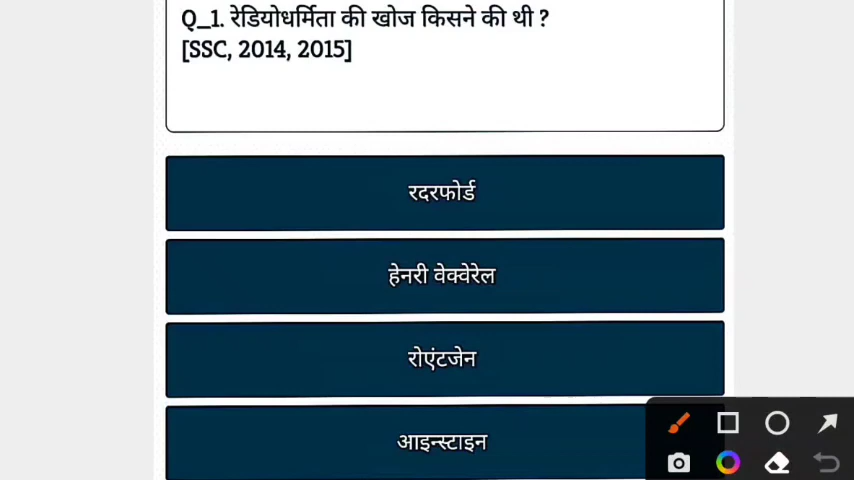 Q_1. रेडियोधर्मिता की खोज किसने की थी ?
[SSC, 2014, 2015]
रदरफोर्ड
हेनरी वेक्वेरेल
रोएंटजेन
आइन्स्टाइन